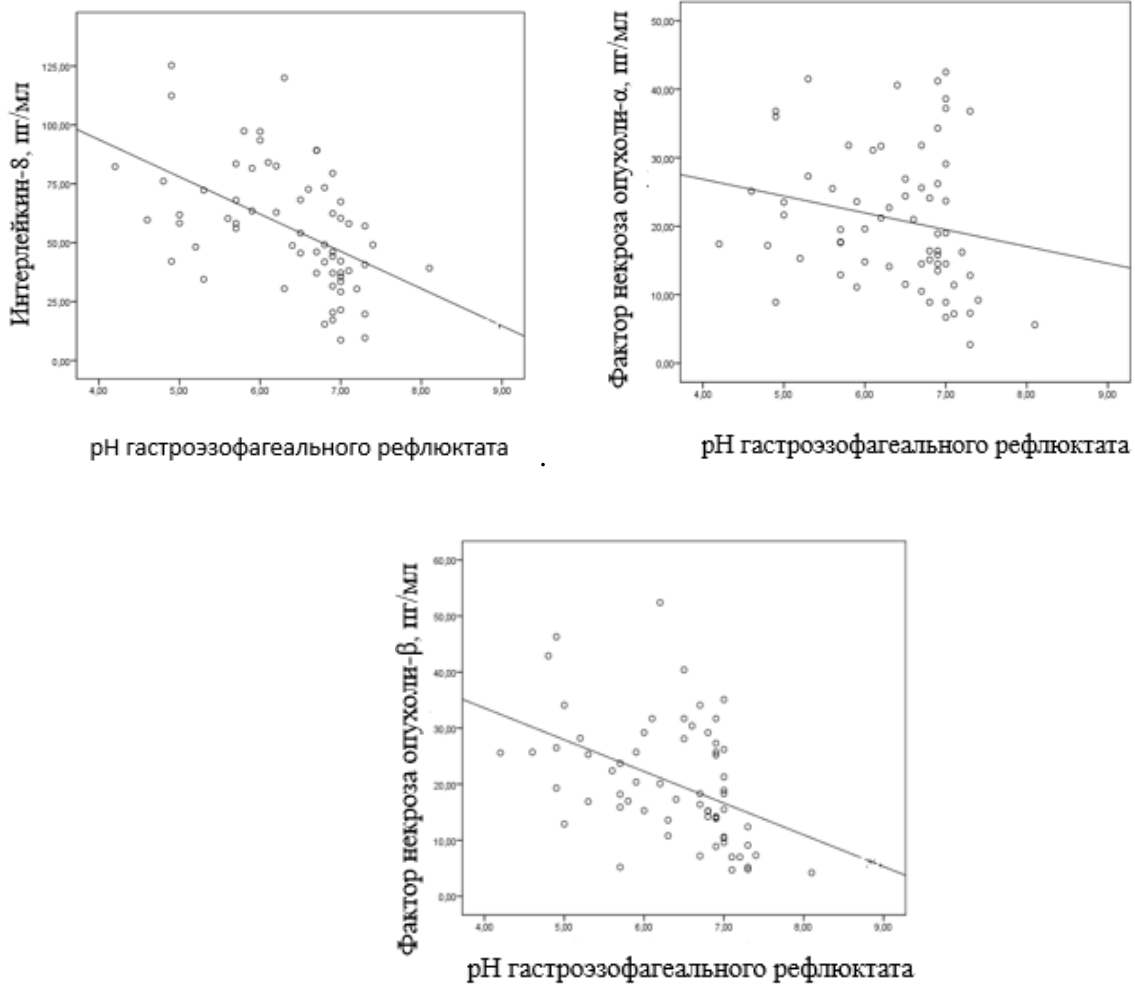 Интерлейкин-8, пг/мл
125,00
100,00
75,00
50,00
25,00
0,00
4,00 5,00 6,00 7,00 8,00 9,00
рН гастроэзофагеального рефлюктата
.
Фактор некроза опухоли-α, пг/мл
50,00
40,00
30,00
20,00
10,00
0,00
4,00 5,00 6,00 7,00 8,00 9,00
рН гастроэзофагеального рефлюктата
Фактор некроза опухоли-β, пг/мл
60,00
50,00
40,00
30,00
20,00
10,00
0,00
4,00 5,00 6,00 7,00 8,00 9,00
рН гастроэзофагеального рефлюктата